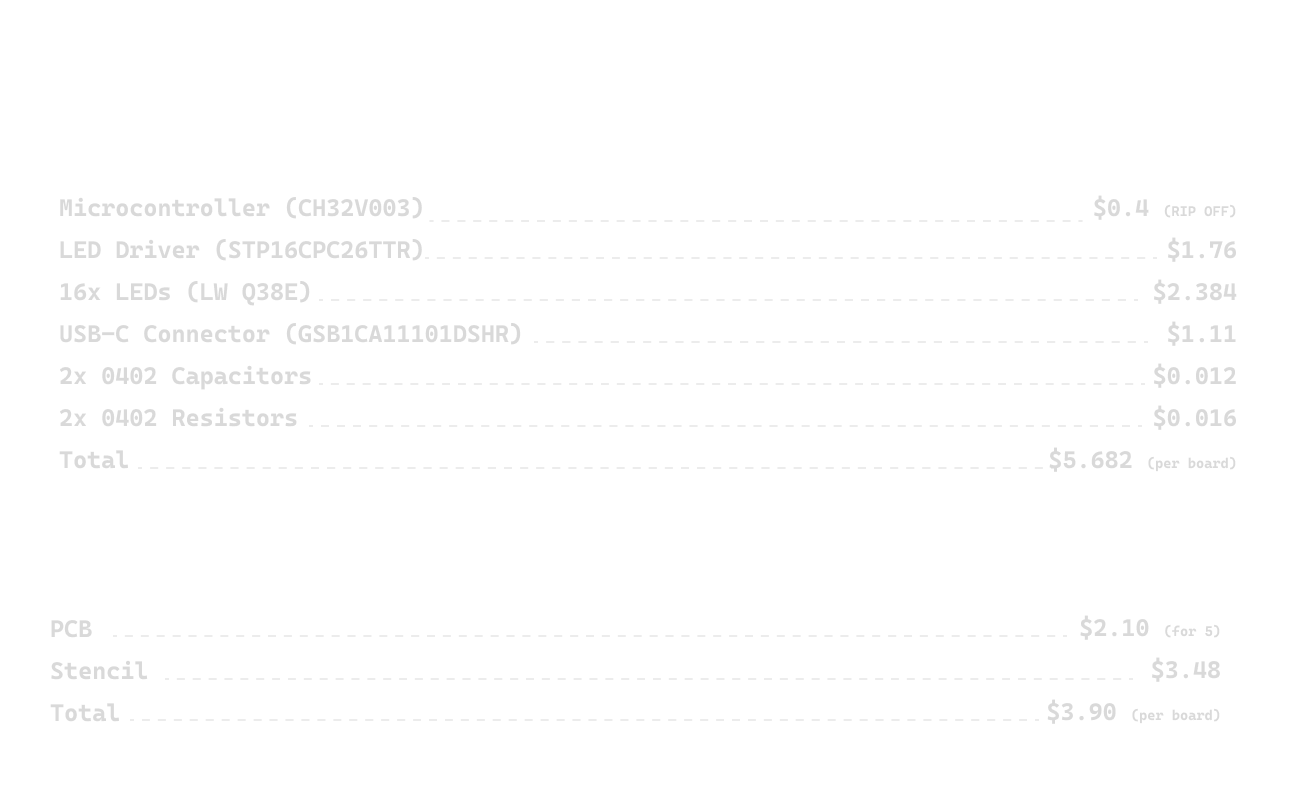 Microcontroller (CH32V003) $0.4 (RIP OFF)
LED Driver (STP16CPC26TTR) $1.76
16x LEDs (LW Q38E) $2.384
USB-C Connector (GSB1CA11101DSHR) $1.11
2x 0402 Capacitors $0.012
2x 0402 Resistors $0.016
Total $5.682 (per board)
PCB $2.10 (for 5)
Stencil $3.48
Total $3.90 (per board)